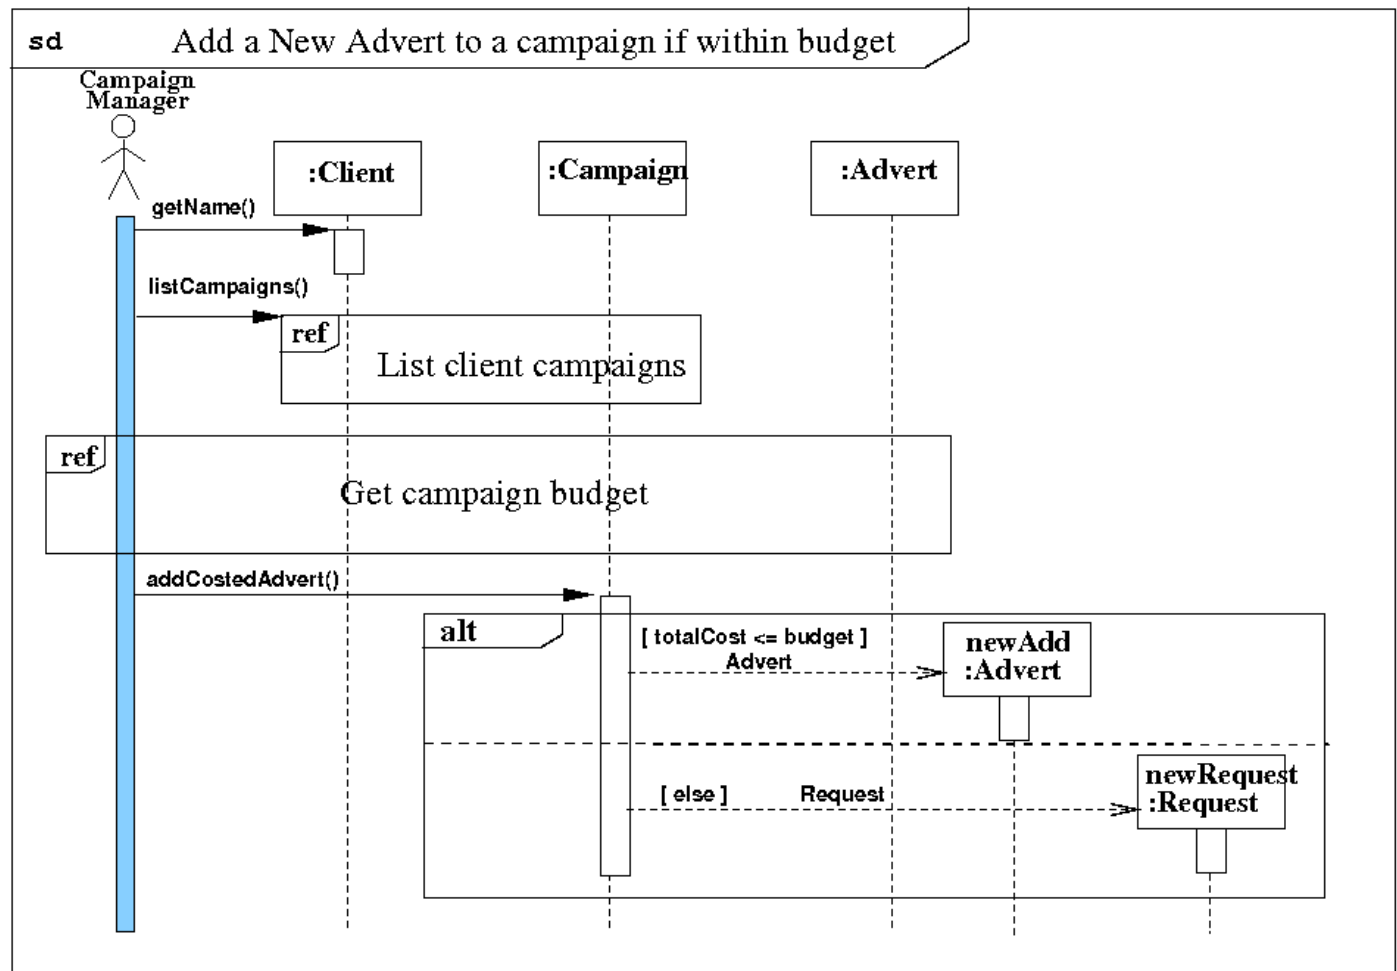 sd Add a New Advert to a campaign if within budget
Campaign
Manager
:Client
:Campaign
:Advert
getName()
listCampaigns()
ref
List client campaigns
ref
Get campaign budget
addCostedAdvert()
alt
[ totalCost <= budget ]
Advert
newAdd
:Advert
[ else ] Request
newRequest
:Request